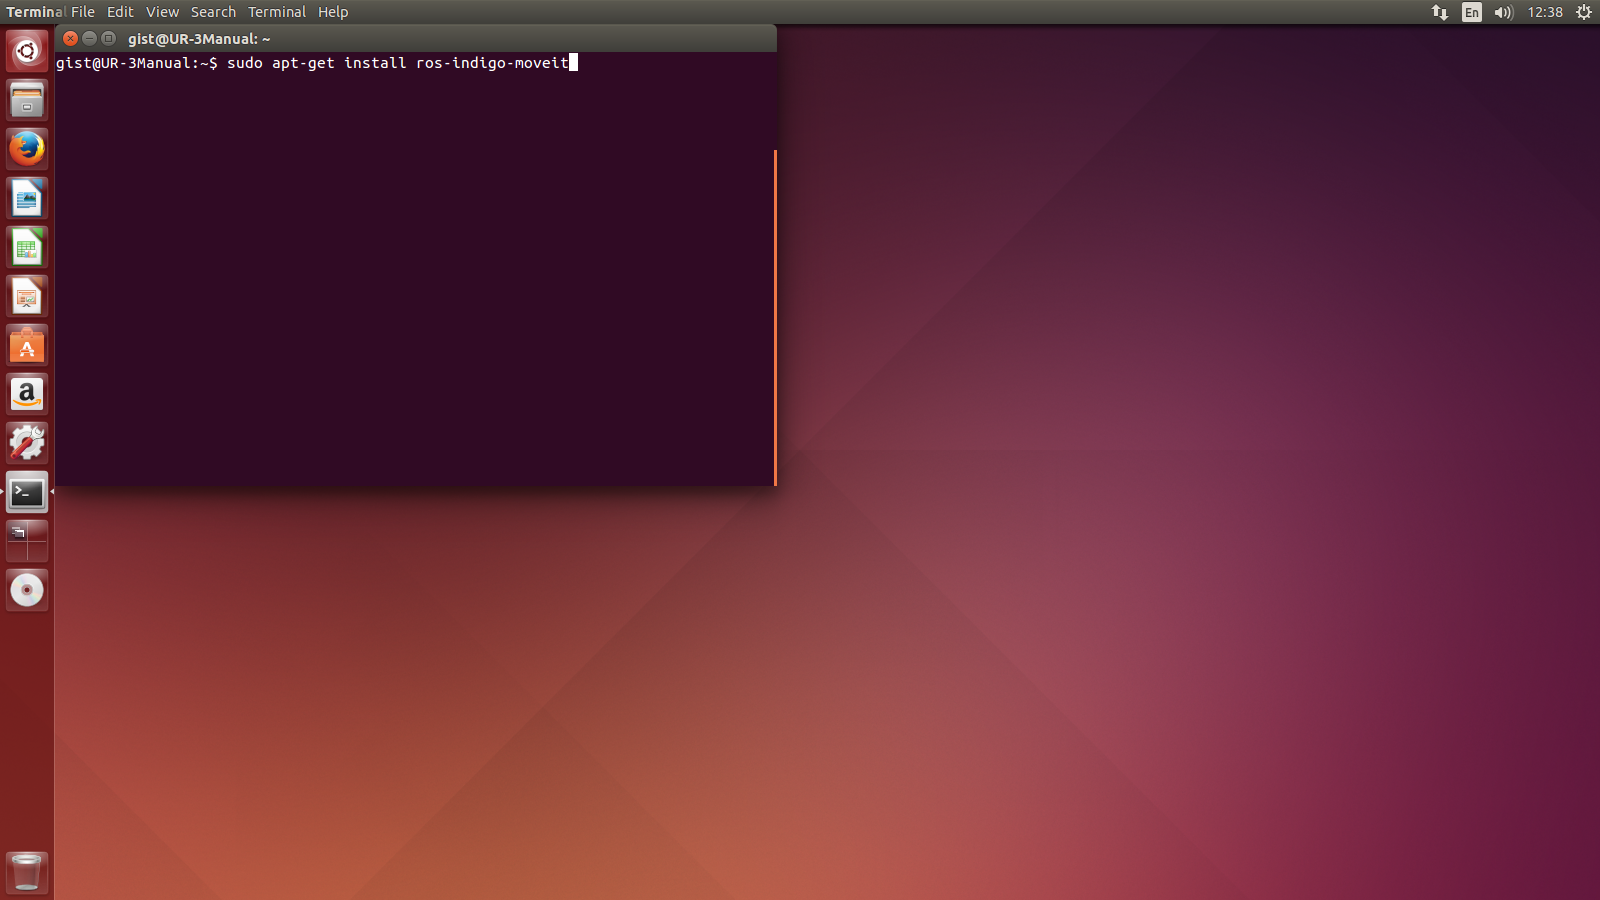 Terminal File Edit View Search Terminal Help
En 12:38
gist@UR-3Manual: ~
gist@UR-3Manual:~$ sudo apt-get install ros-indigo-moveit